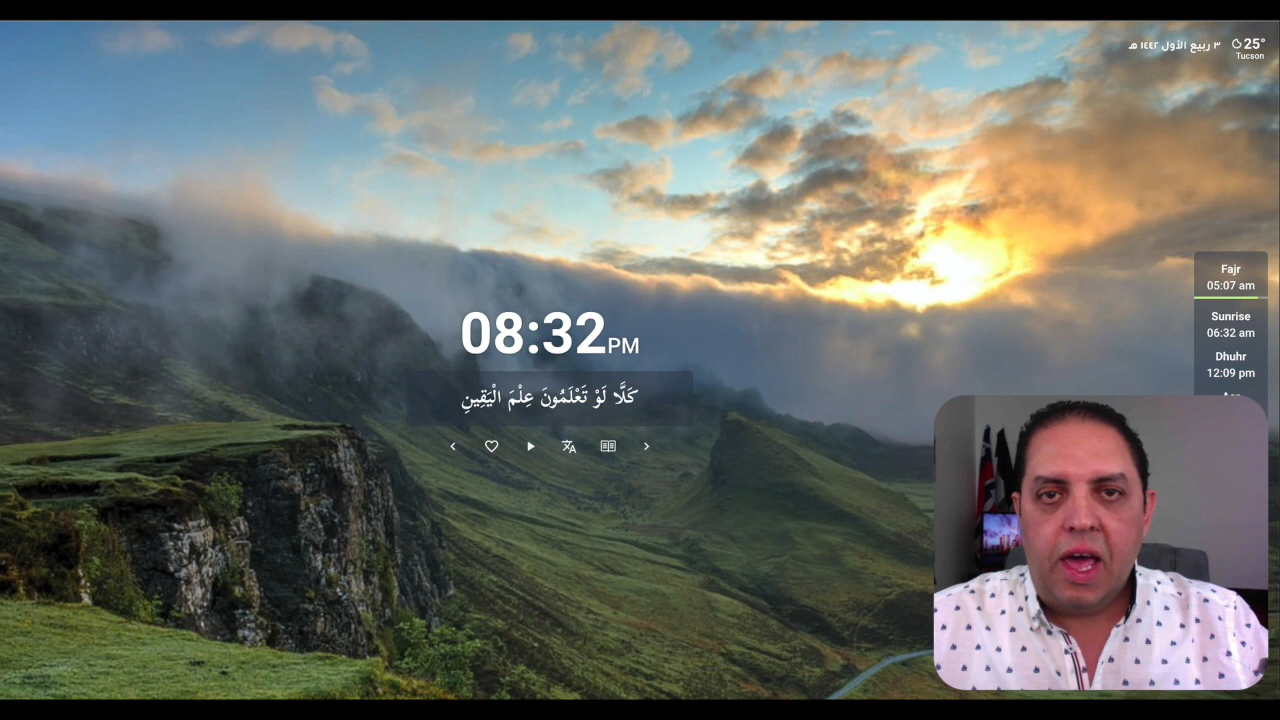 ٣ ربيع الأول ١٤٤٢ هـ
25°
Tucson
Fajr
05:07 am
Sunrise
06:32 am
Dhuhr
12:09 pm
08:32PM
كَلَّا لَوْ تَعْلَمُونَ عِلْمَ الْيَقِينِ